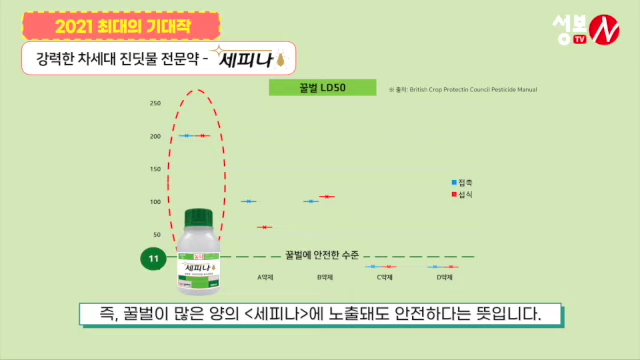 2021 최대의 기대작
성보
TV
N
강력한 차세대 진딧물 전문약 - 세피나
꿀벌 LD50
※ 출처: British Crop Protectin Council Pesticide Manual
250
200
150
100
50
접촉
섭식
11
꿀벌에 안전한 수준
세피나
A약제
B약제
C약제
D약제
즉, 꿀벌이 많은 양의 <세피나>에 노출돼도 안전하다는 뜻입니다.